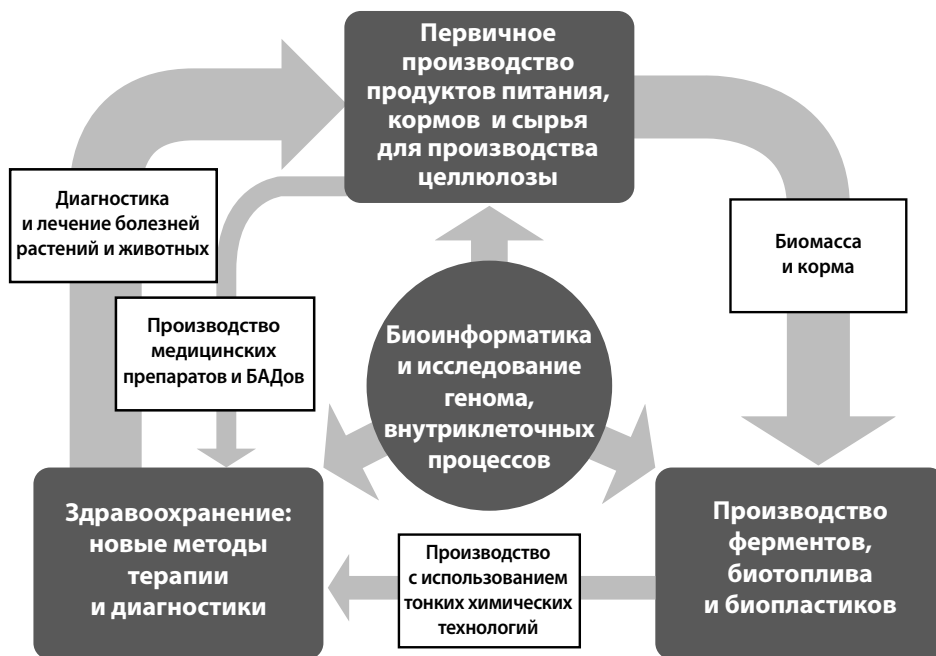 Первичное
производство
продуктов питания,
кормов и сырья
для производства
целлюлозы
Диагностика
и лечение болезней
растений и животных
Биомасса
и корма
Производство
медицинских
препаратов и БАДов
Биоинформатика
и исследование
генома,
внутриклеточных
процессов
Здравоохранение:
новые методы
терапии
и диагностики
Производство
с использованием
тонких химических
технологий
Производство
ферментов,
биотоплива
и биопластиков